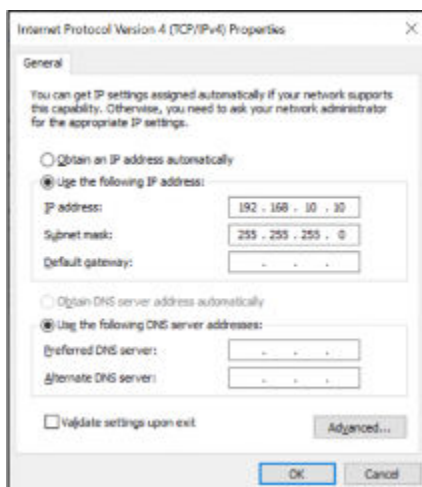 Internet Protocol Version 4 (TCP/IPv4) Properties
General
You can get IP settings assigned automatically if your network supports
this capability. Otherwise, you need to ask your network administrator
for the appropriate IP settings.
Obtain an IP address automatically
Use the following IP address:
IP address: 192 . 168 . 10 . 10
Subnet mask: 255 . 255 . 255 . 0
Default gateway: . . .
Obtain DNS server address automatically
Use the following DNS server addresses:
Preferred DNS server: . . .
Alternate DNS server: . . .
Validate settings upon exit
Advanced...
OK Cancel